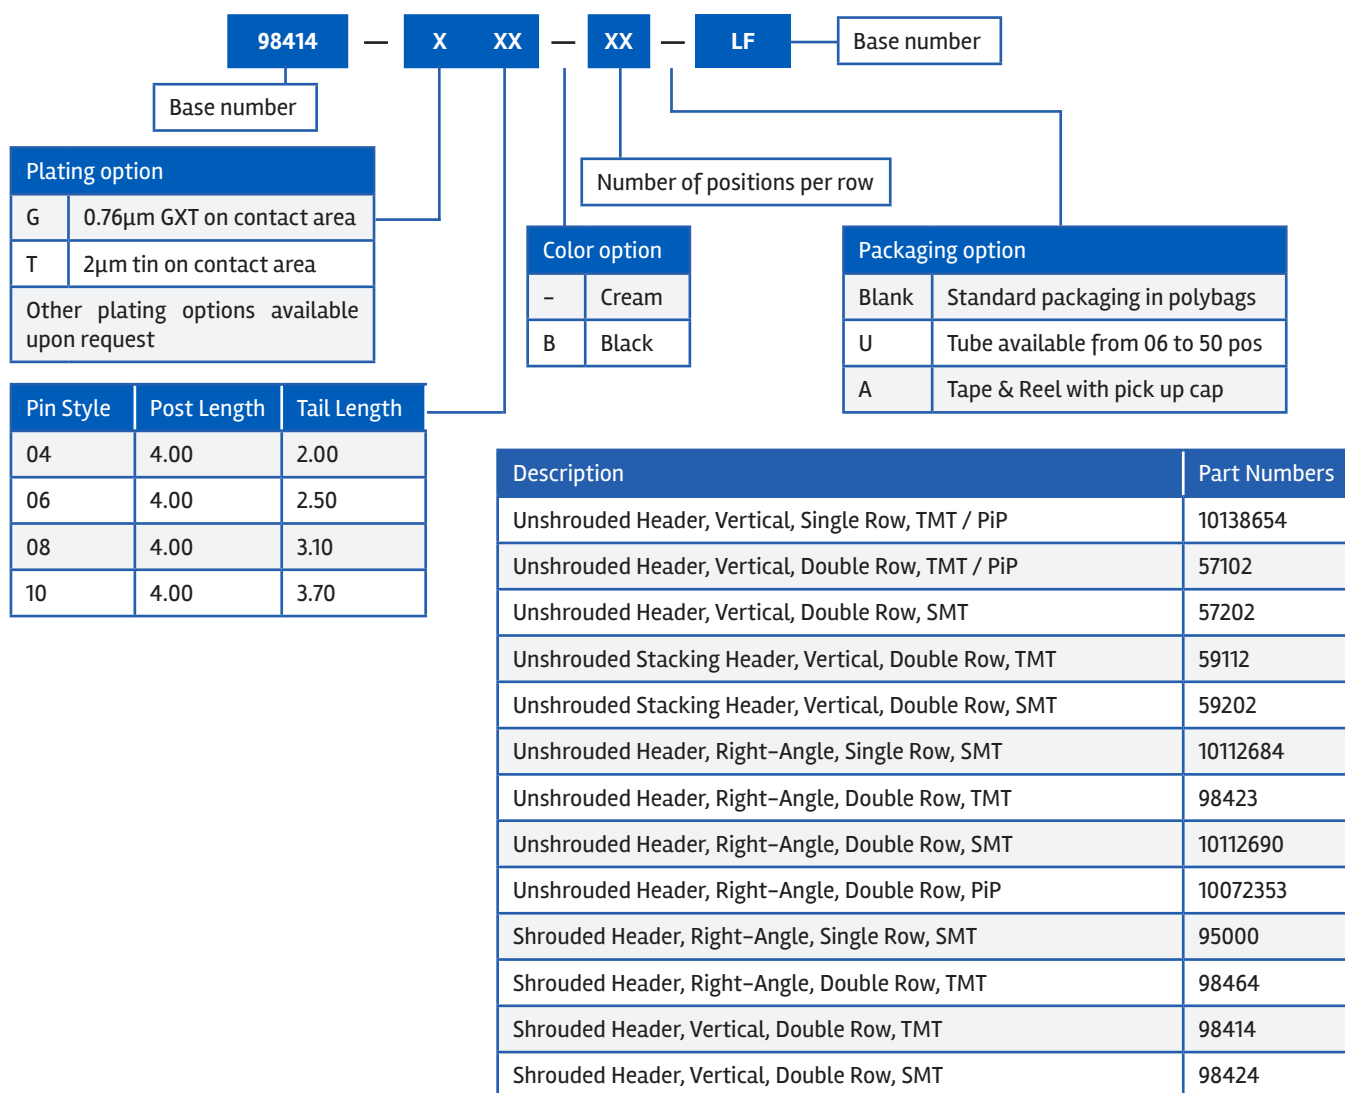 98414 — X XX — XX — LF Base number
Base number
Plating option
G 0.76µm GXT on contact area
T 2µm tin on contact area
Other plating options available
upon request
Number of positions per row
Color option
– Cream
B Black
Packaging option
Blank Standard packaging in polybags
U Tube available from 06 to 50 pos
A Tape & Reel with pick up cap
Pin Style Post Length Tail Length
04 4.00 2.00
06 4.00 2.50
08 4.00 3.10
10 4.00 3.70
Description Part Numbers
Unshrouded Header, Vertical, Single Row, TMT / PiP 10138654
Unshrouded Header, Vertical, Double Row, TMT / PiP 57102
Unshrouded Header, Vertical, Double Row, SMT 57202
Unshrouded Stacking Header, Vertical, Double Row, TMT 59112
Unshrouded Stacking Header, Vertical, Double Row, SMT 59202
Unshrouded Header, Right–Angle, Single Row, SMT 10112684
Unshrouded Header, Right–Angle, Double Row, TMT 98423
Unshrouded Header, Right–Angle, Double Row, SMT 10112690
Unshrouded Header, Right–Angle, Double Row, PiP 10072353
Shrouded Header, Right–Angle, Single Row, SMT 95000
Shrouded Header, Right–Angle, Double Row, TMT 98464
Shrouded Header, Vertical, Double Row, TMT 98414
Shrouded Header, Vertical, Double Row, SMT 98424